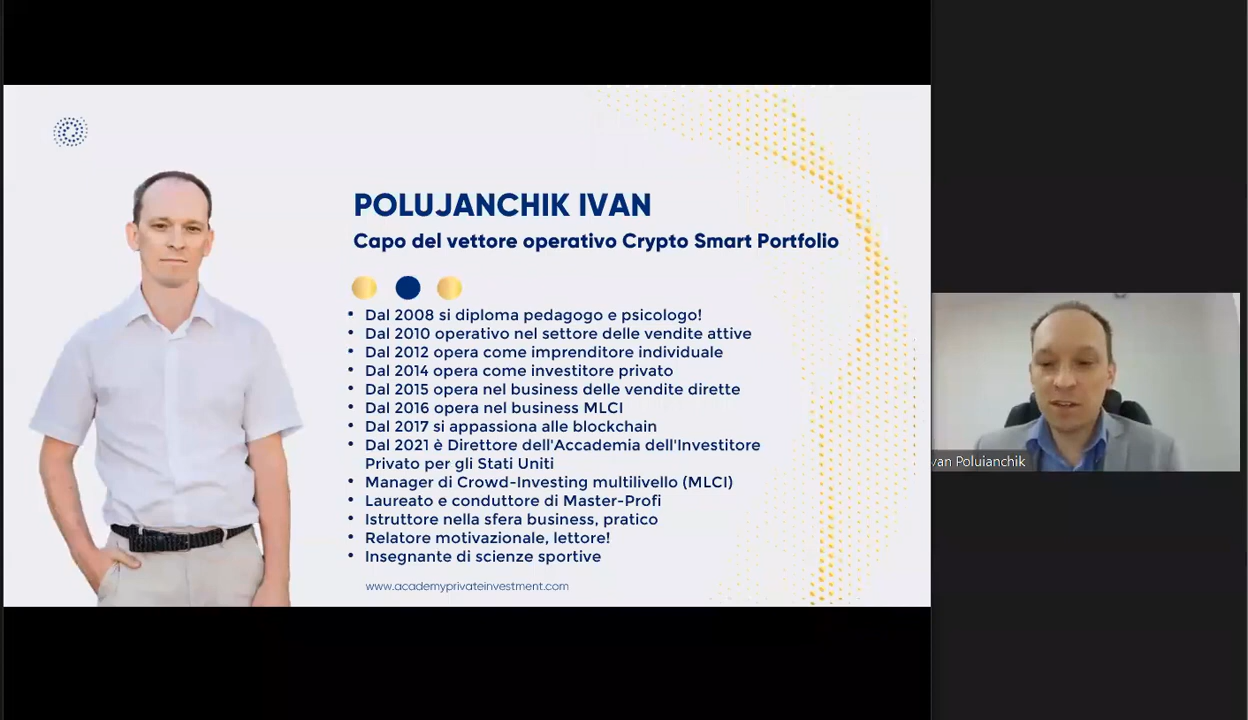 POLUJANCHIK IVAN
Capo del vettore operativo Crypto Smart Portfolio
• Dal 2008 si diploma pedagogo e psicologo!
• Dal 2010 operativo nel settore delle vendite attive
• Dal 2012 opera come imprenditore individuale
• Dal 2014 opera come investitore privato
• Dal 2015 opera nel business delle vendite dirette
• Dal 2016 opera nel business MLCI
• Dal 2017 si appassiona alle blockchain
• Dal 2021 è Direttore dell'Accademia dell'Investitore
Privato per gli Stati Uniti
• Manager di Crowd-Investing multilivello (MLCI)
• Laureato e conduttore di Master-Profi
• Istruttore nella sfera business, pratico
• Relatore motivazionale, lettore!
• Insegnante di scienze sportive
www.academyprivateinvestment.com
van Poluianchik